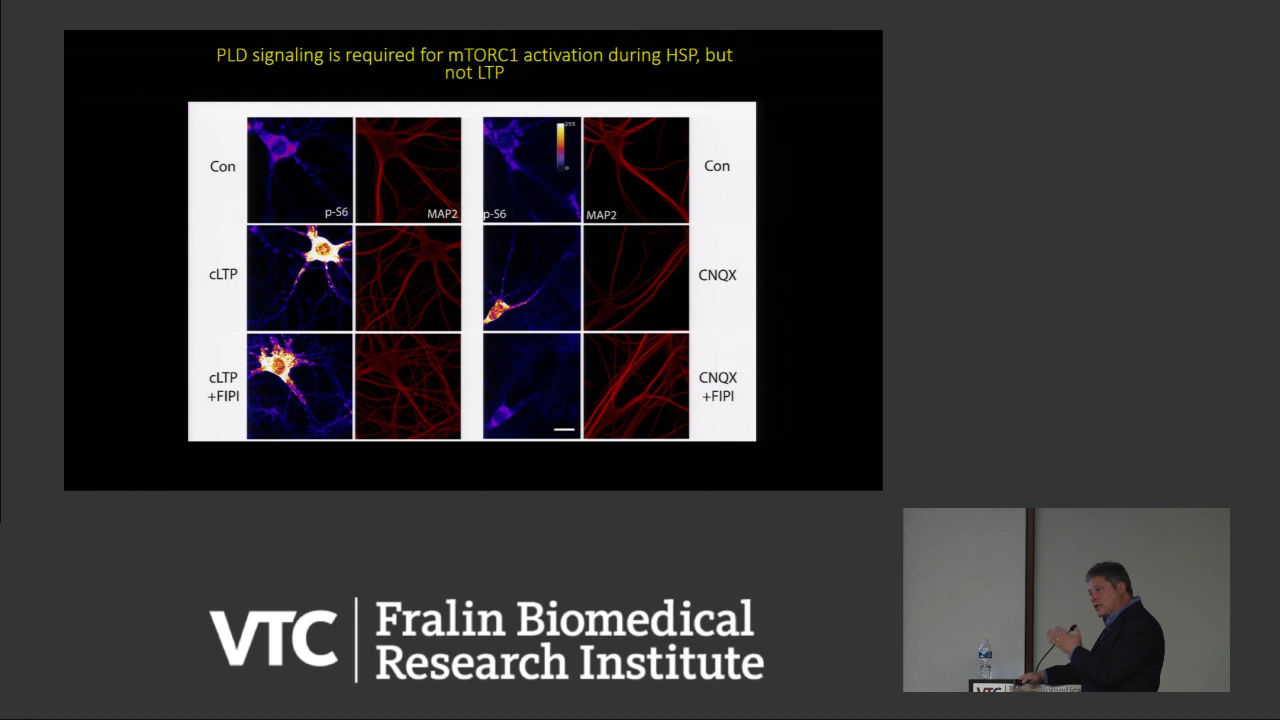 PLD signaling is required for mTORC1 activation during HSP, but
not LTP
Con
p-S6
MAP2
255
0
p-S6
MAP2
Con
cLTP
CNQX
cLTP
+FIPI
CNQX
+FIPI
VTC
Fralin Biomedical
Research Institute
VTC